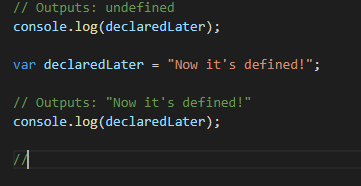 // Outputs: undefined
console.log(declaredLater);
var declaredLater = "Now it's defined!";
// Outputs: "Now it's defined!"
console.log(declaredLater);
//